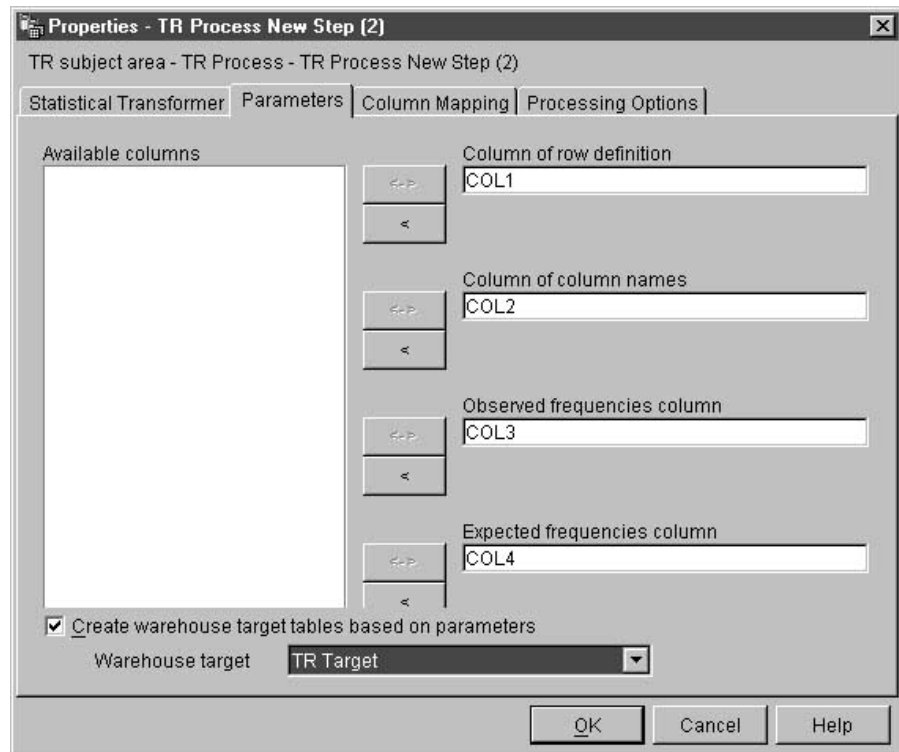 Properties - TR Process New Step (2)
TR subject area - TR Process - TR Process New Step (2)
Statistical Transformer Parameters Column Mapping Processing Options
Available columns
Column of row definition
<->
COL1
<
Column of column names
<->
COL2
<
Observed frequencies column
<->
COL3
<
Expected frequencies column
<->
COL4
<
Create warehouse target tables based on parameters
Warehouse target TR Target
OK Cancel Help